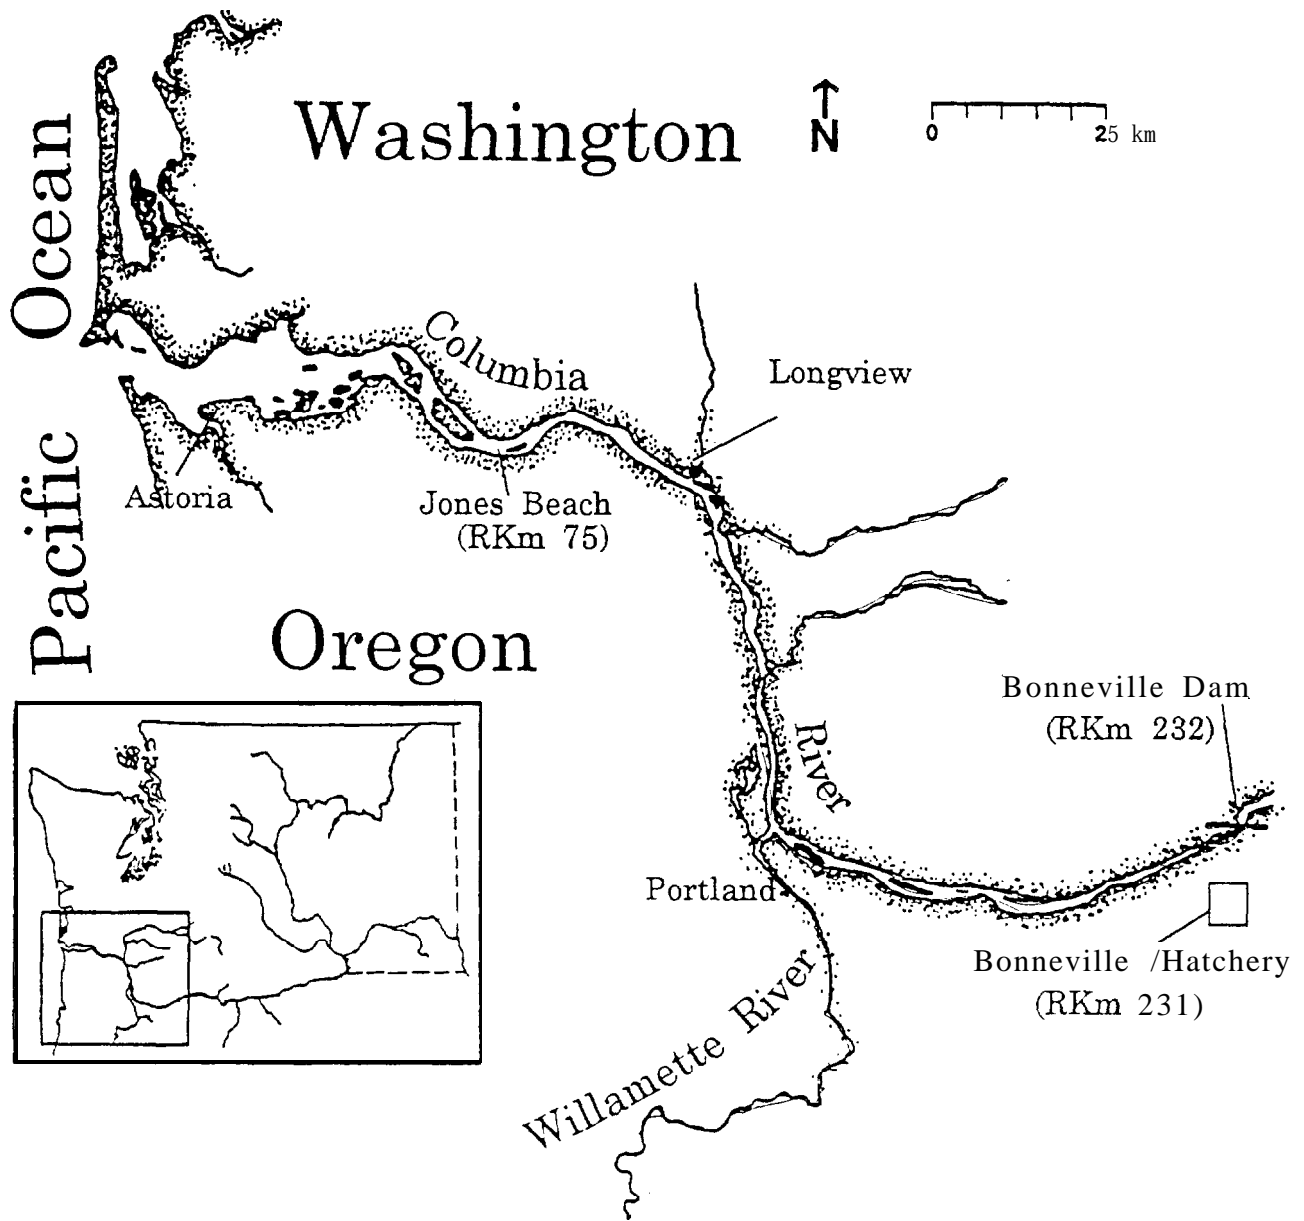 Washington
N
0 25 km
Pacific Ocean
Columbia
Longview
Astoria
Jones Beach
(RKm 75)
Oregon
Bonneville Dam
(RKm 232)
River
Portland
Bonneville /Hatchery
(RKm 231)
Willamette River